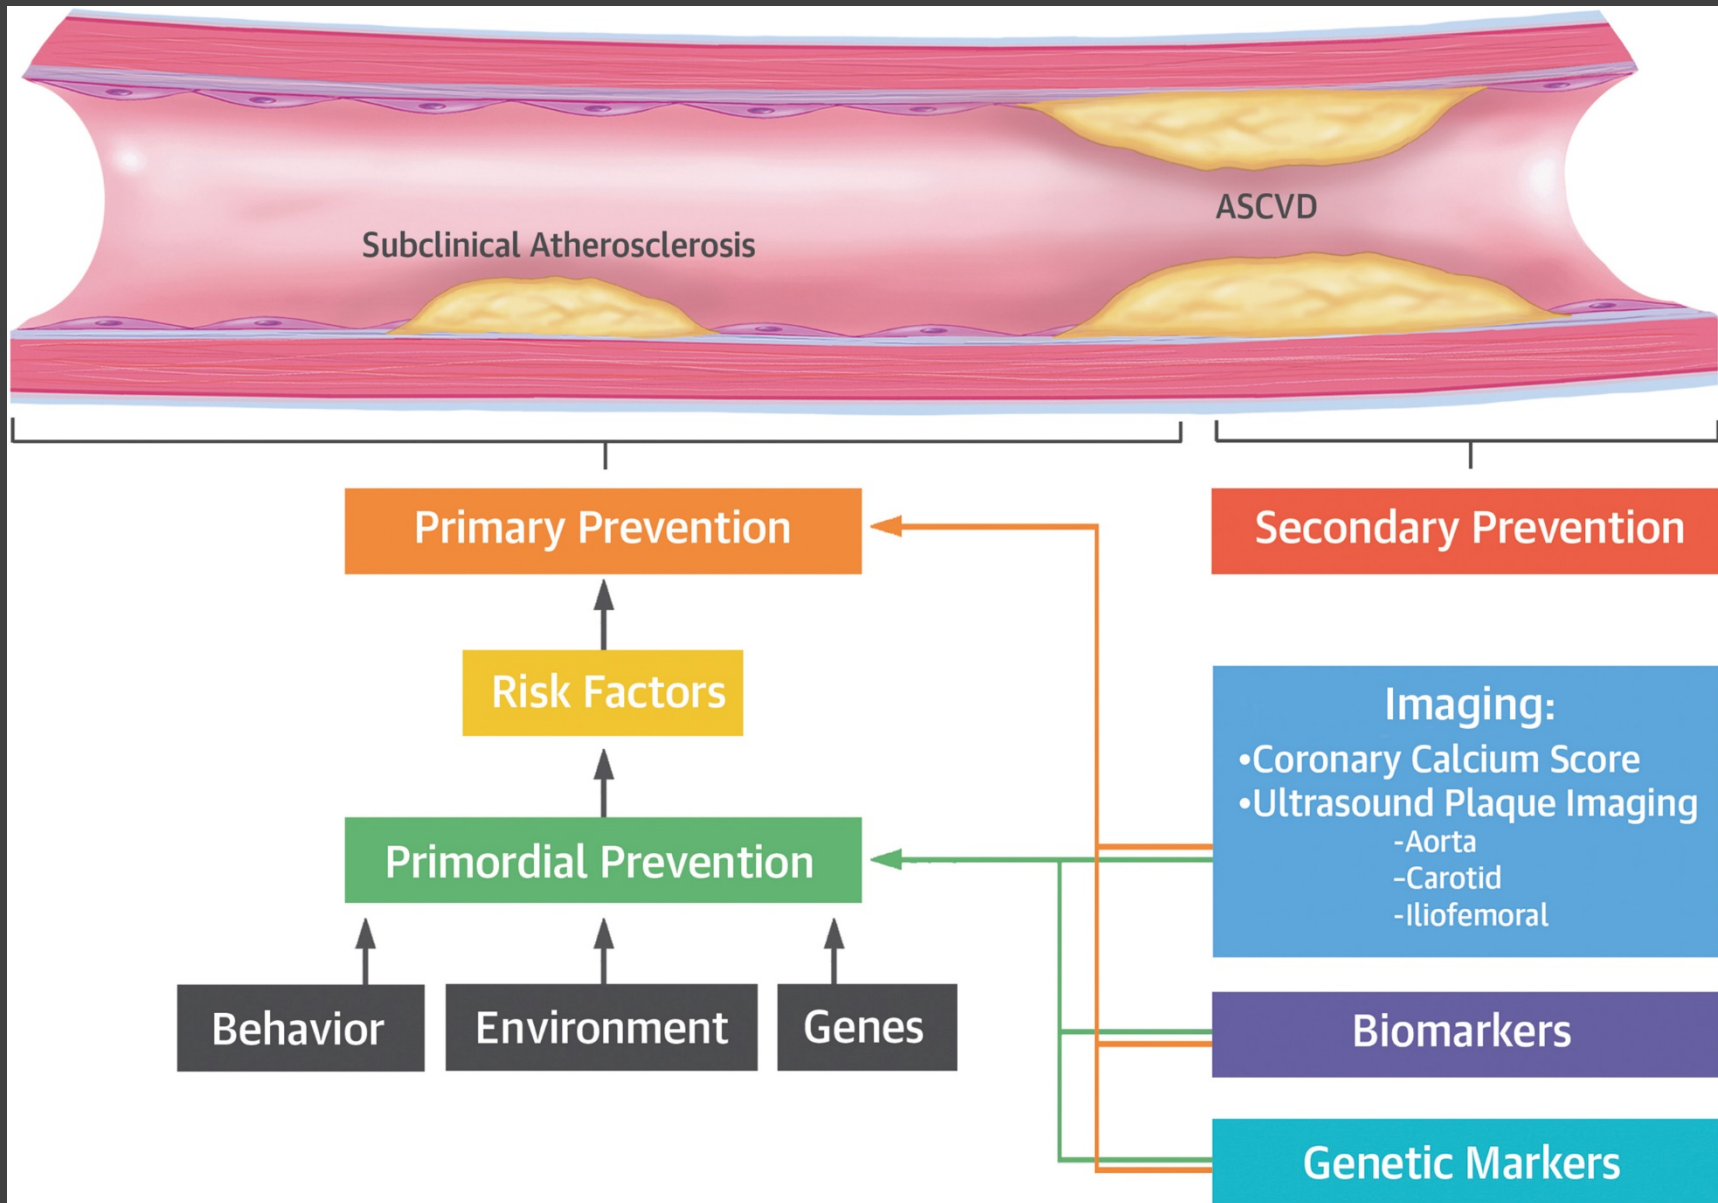 ASCVD
Subclinical Atherosclerosis
Primary Prevention
Secondary Prevention
Risk Factors
Imaging:
•Coronary Calcium Score
•Ultrasound Plaque Imaging
-Aorta
-Carotid
-Iliofemoral
Primordial Prevention
Behavior
Environment
Genes
Biomarkers
Genetic Markers